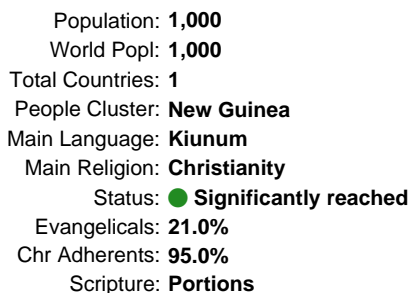 Population: 1,000
World Popl: 1,000
Total Countries: 1
People Cluster: New Guinea
Main Language: Kiunum
Main Religion: Christianity
Status: Significantly reached
Evangelicals: 21.0%
Chr Adherents: 95.0%
Scripture: Portions